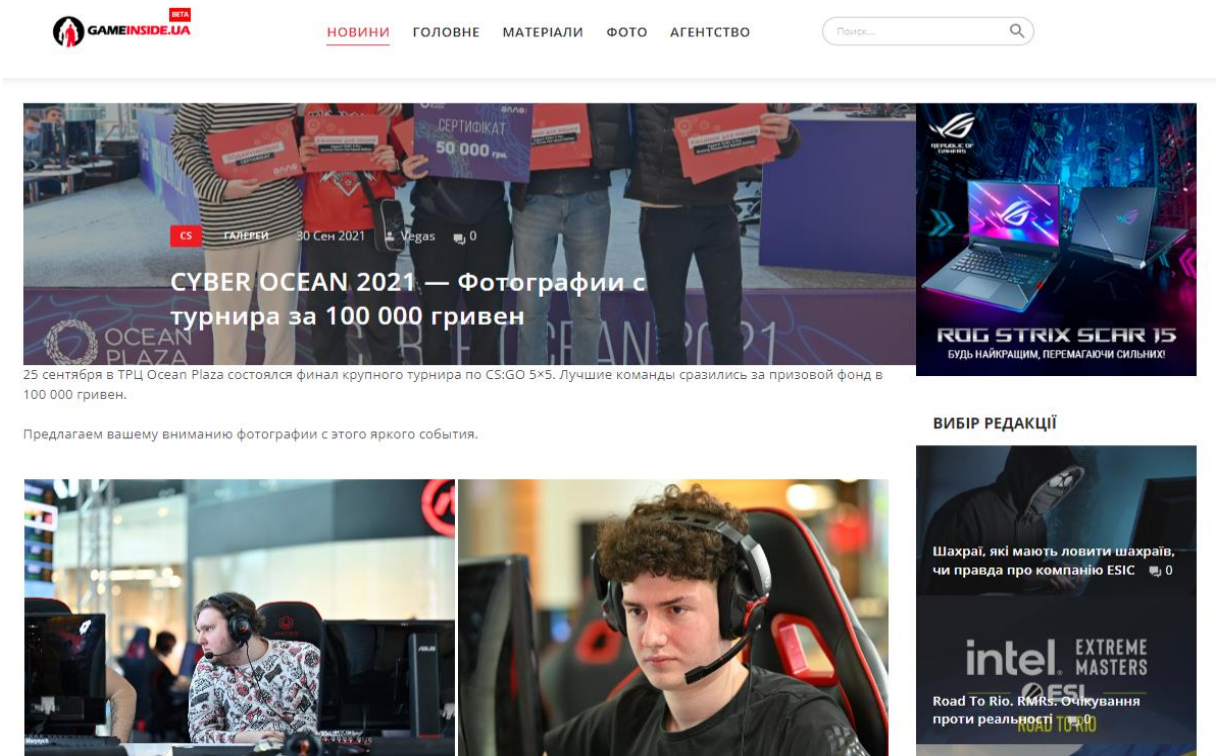 BETA
GAMEINSIDE.UA
НОВИНИ ГОЛОВНЕ МАТЕРІАЛИ ФОТО АГЕНТСТВО
Поиск...
СЕРТИФІКАТ
50 000 грн.
CS ГАЛЕРЕИ 30 Сен 2021 Vegas 0
CYBER OCEAN 2021 — Фотографии с
турнира за 100 000 гривен
OCEAN
PLAZA
25 сентября в ТРЦ Ocean Plaza состоялся финал крупного турнира по CS:GO 5×5. Лучшие команды сразились за призовой фонд в
100 000 гривен.
Предлагаем вашему вниманию фотографии с этого яркого события.
REPUBLIC OF
GAMERS
ROG STRIX SCAR 15
БУДЬ НАЙКРАЩИМ, ПЕРЕМАГАЮЧИ СИЛЬНИХ!
ВИБІР РЕДАКЦІЇ
Шахраї, які мають ловити шахраїв,
чи правда про компанію ESIC 0
intel EXTREME
MASTERS
ESL
Road To Rio. RMRs. Очікування
проти реальності 0
ROAD TO RIO